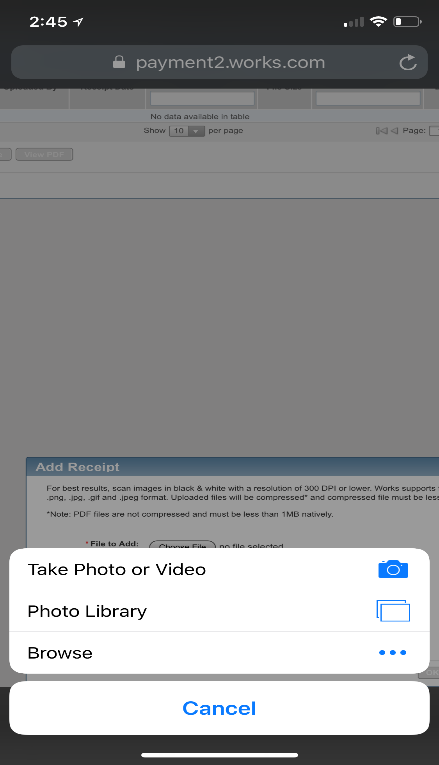 2:45
payment2.works.com
No data available in table
Show 10 per page
Page:
View PDF
Add Receipt
For best results, scan images in black & white with a resolution of 300 DPI or lower. Works supports
.png, .jpg, .gif and .jpeg format. Uploaded files will be compressed* and compressed file must be less
*Note: PDF files are not compressed and must be less than 1MB natively.
* File to Add: Choose File no file selected
Take Photo or Video
Photo Library
Browse
Cancel